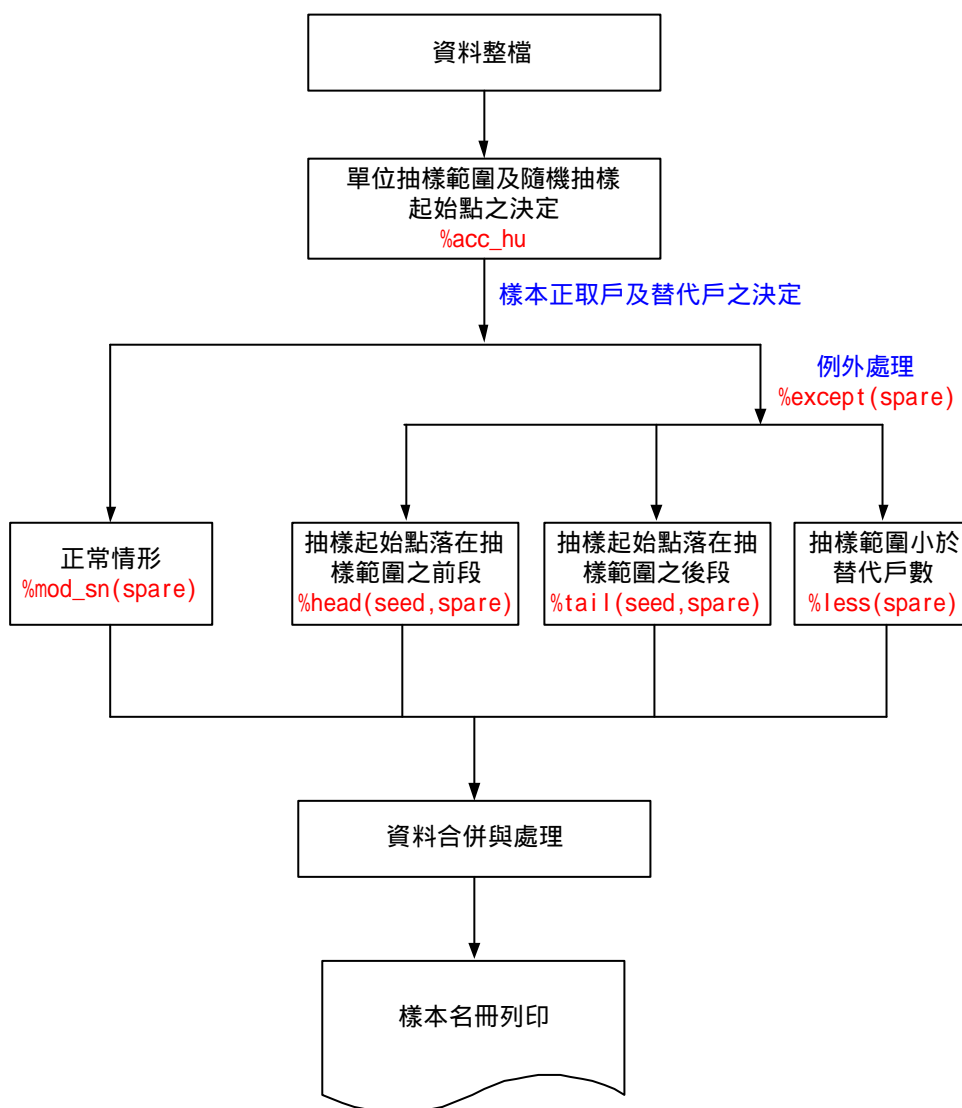 資料整檔
單位抽樣範圍及隨機抽樣
起始點之決定
%acc_hu
樣本正取戶及替代戶之決定
例外處理
%except(spare)
正常情形
%mod_sn(spare)
抽樣起始點落在抽
樣範圍之前段
%head(seed,spare)
抽樣起始點落在抽
樣範圍之後段
%tail(seed,spare)
抽樣範圍小於
替代戶數
%less(spare)
資料合併與處理
樣本名冊列印